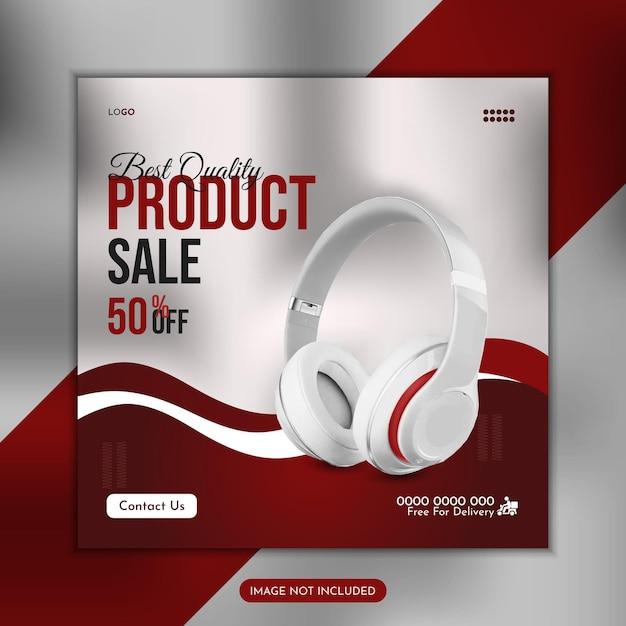 LOGO
Best Quality
PRODUCT
SALE
50% OFF
Contact Us
0000 0000 000
Free For Delivery
IMAGE NOT INCLUDED